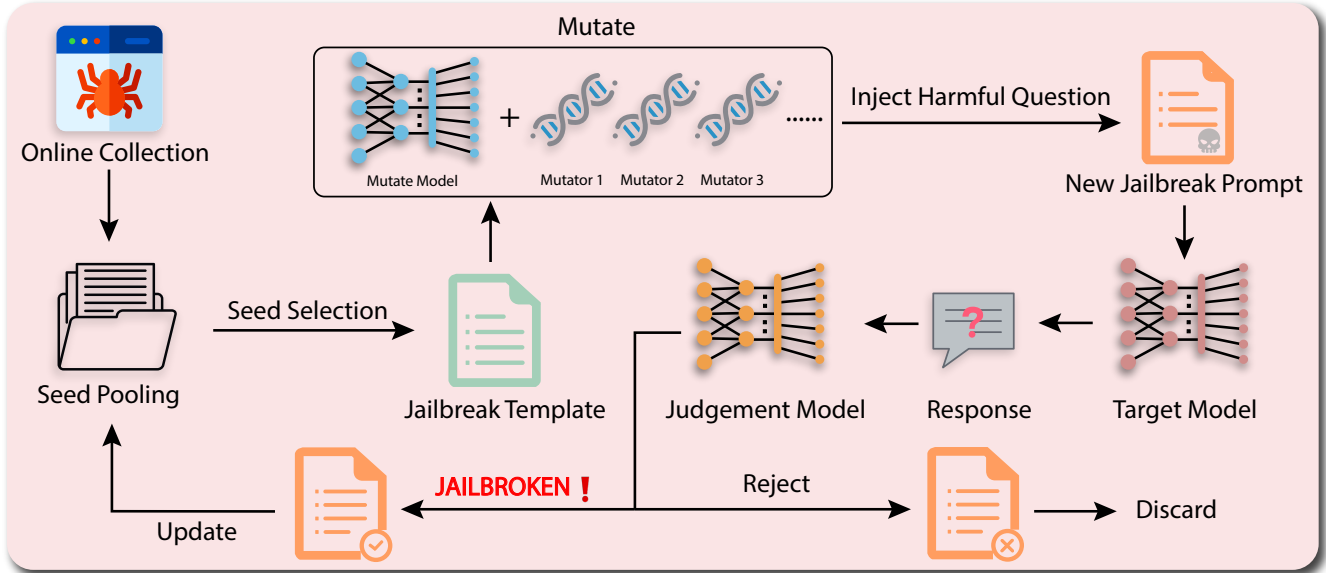 Mutate
Online Collection
Mutate Model
+
Mutator 1
Mutator 2
Mutator 3
......
Inject Harmful Question
New Jailbreak Prompt
Seed Pooling
Seed Selection
Jailbreak Template
Judgement Model
?
Response
Target Model
JAILBROKEN !
Reject
Update
Discard